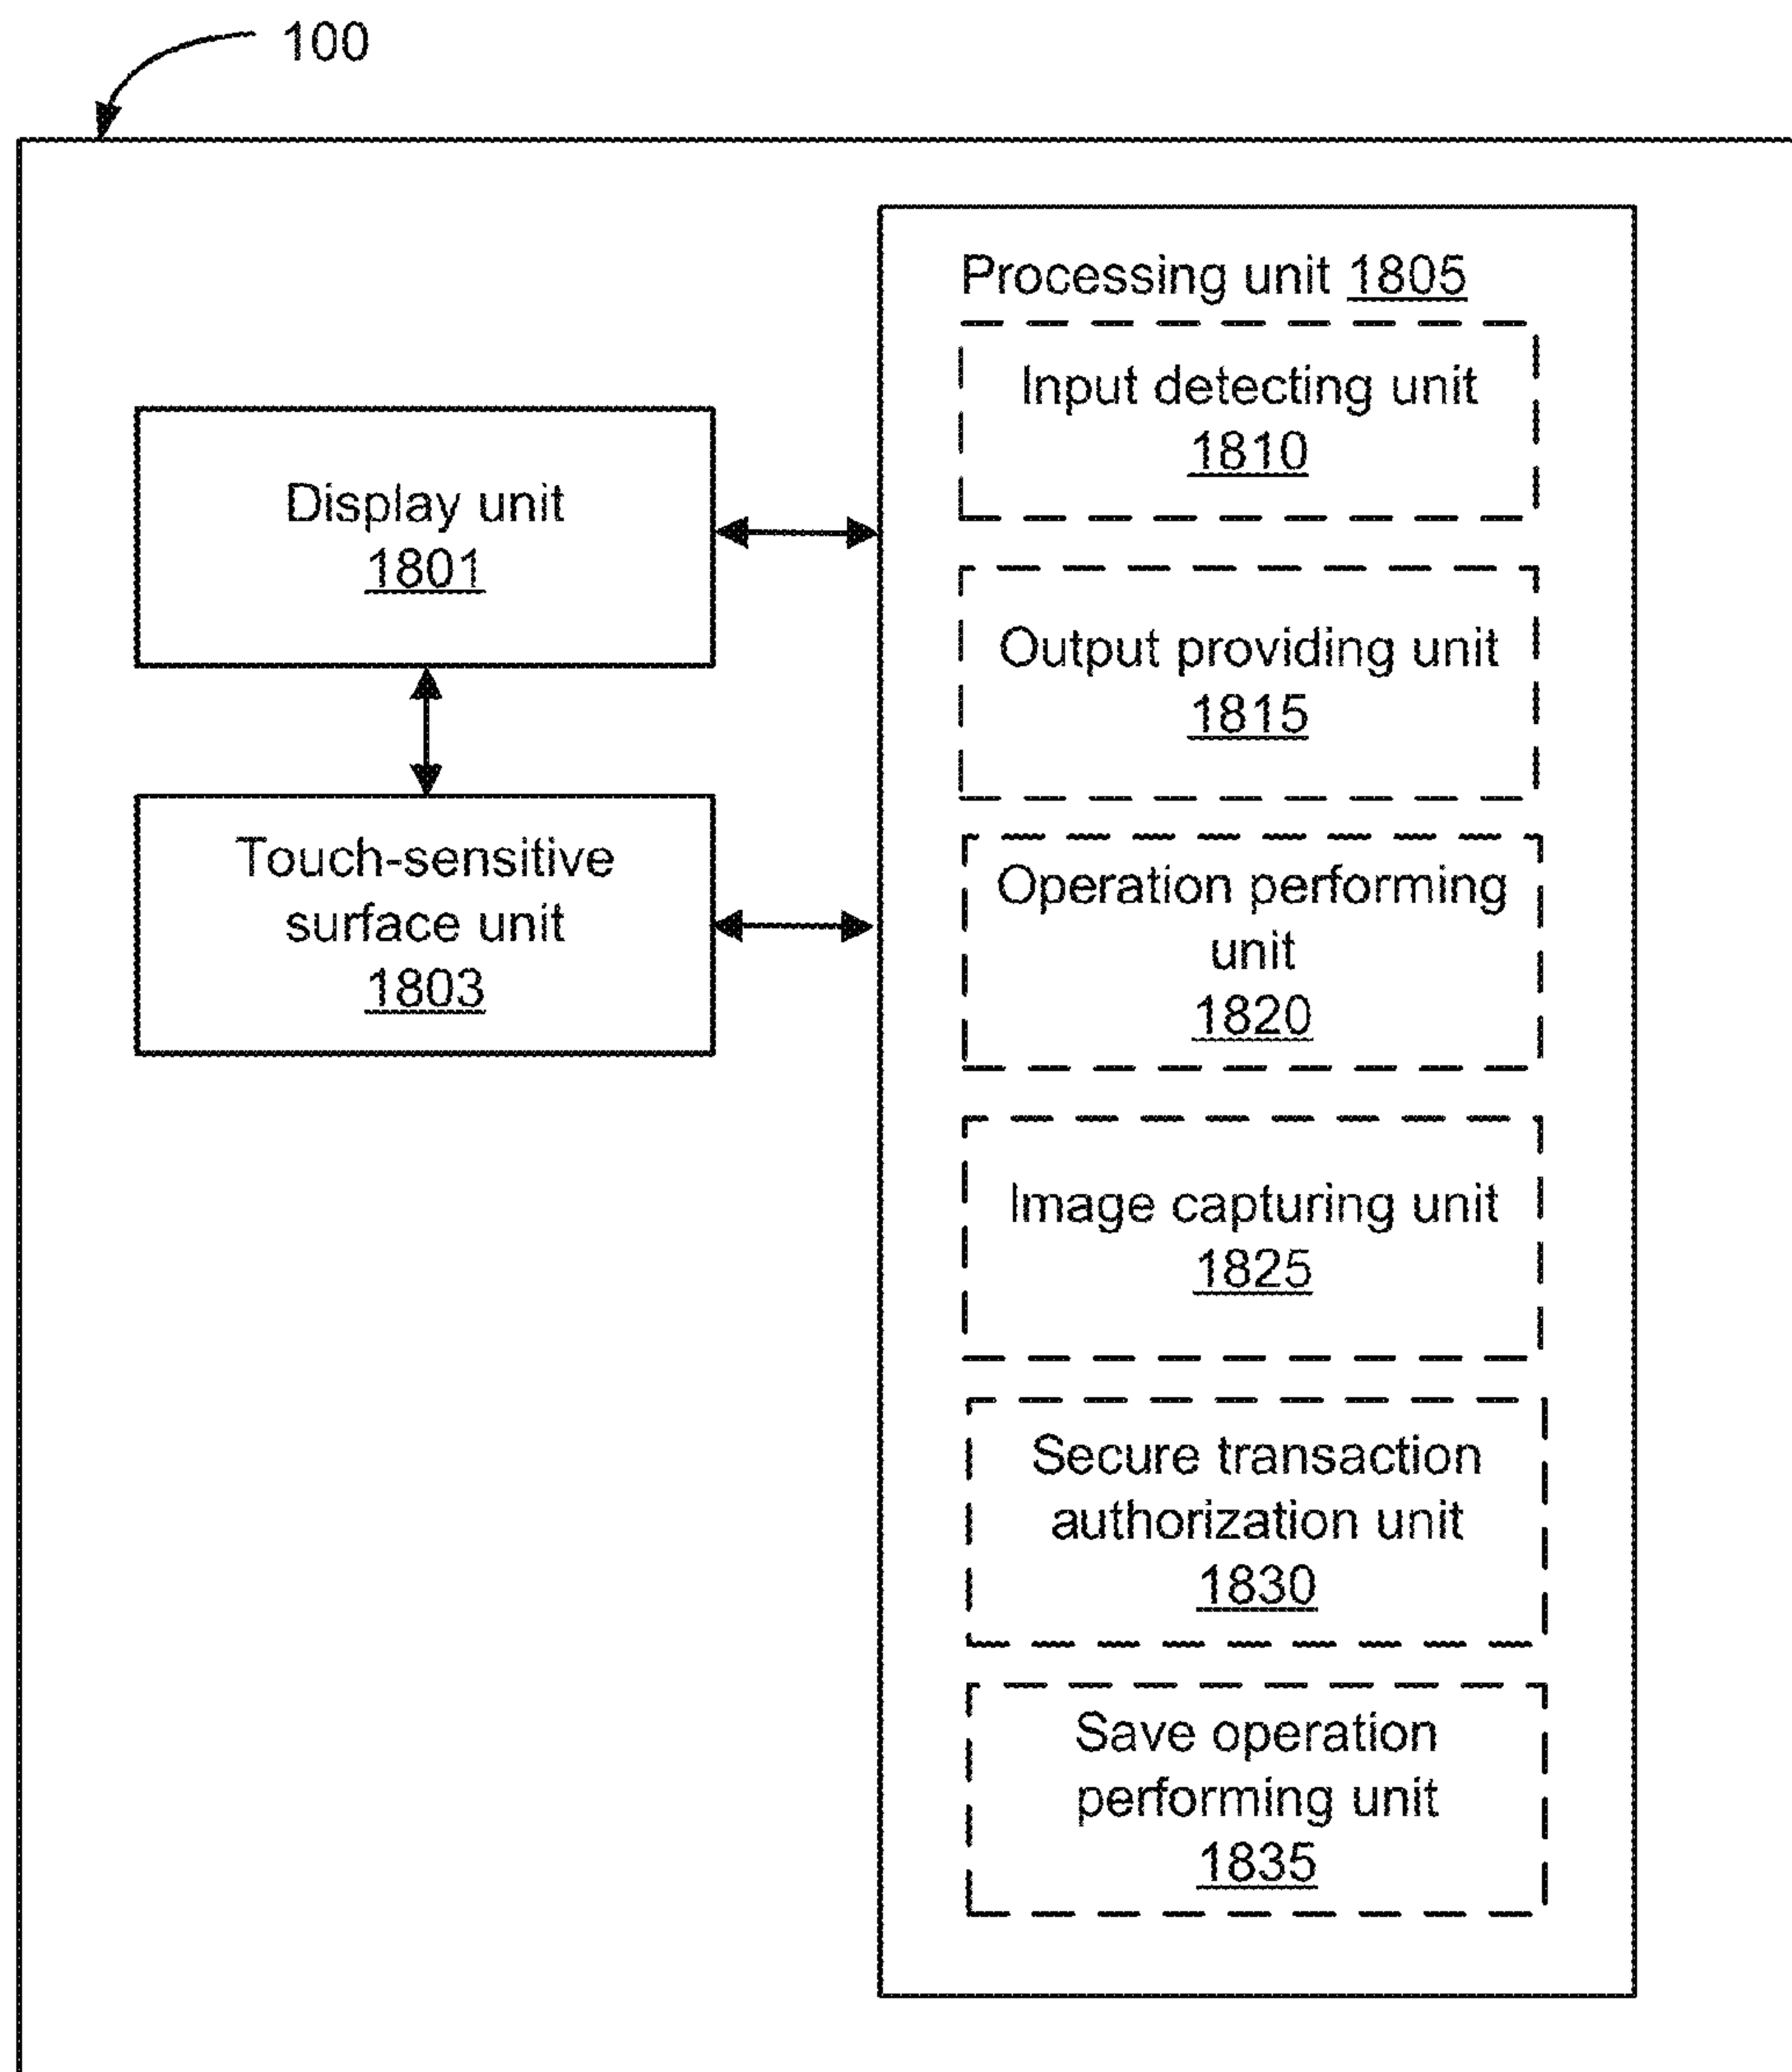 100
Processing unit 1805
Input detecting unit
1810
Display unit
1801
Output providing unit
1815
Touch-sensitive
surface unit
1803
Operation performing
unit
1820
Image capturing unit
1825
Secure transaction
authorization unit
1830
Save operation
performing unit
1835